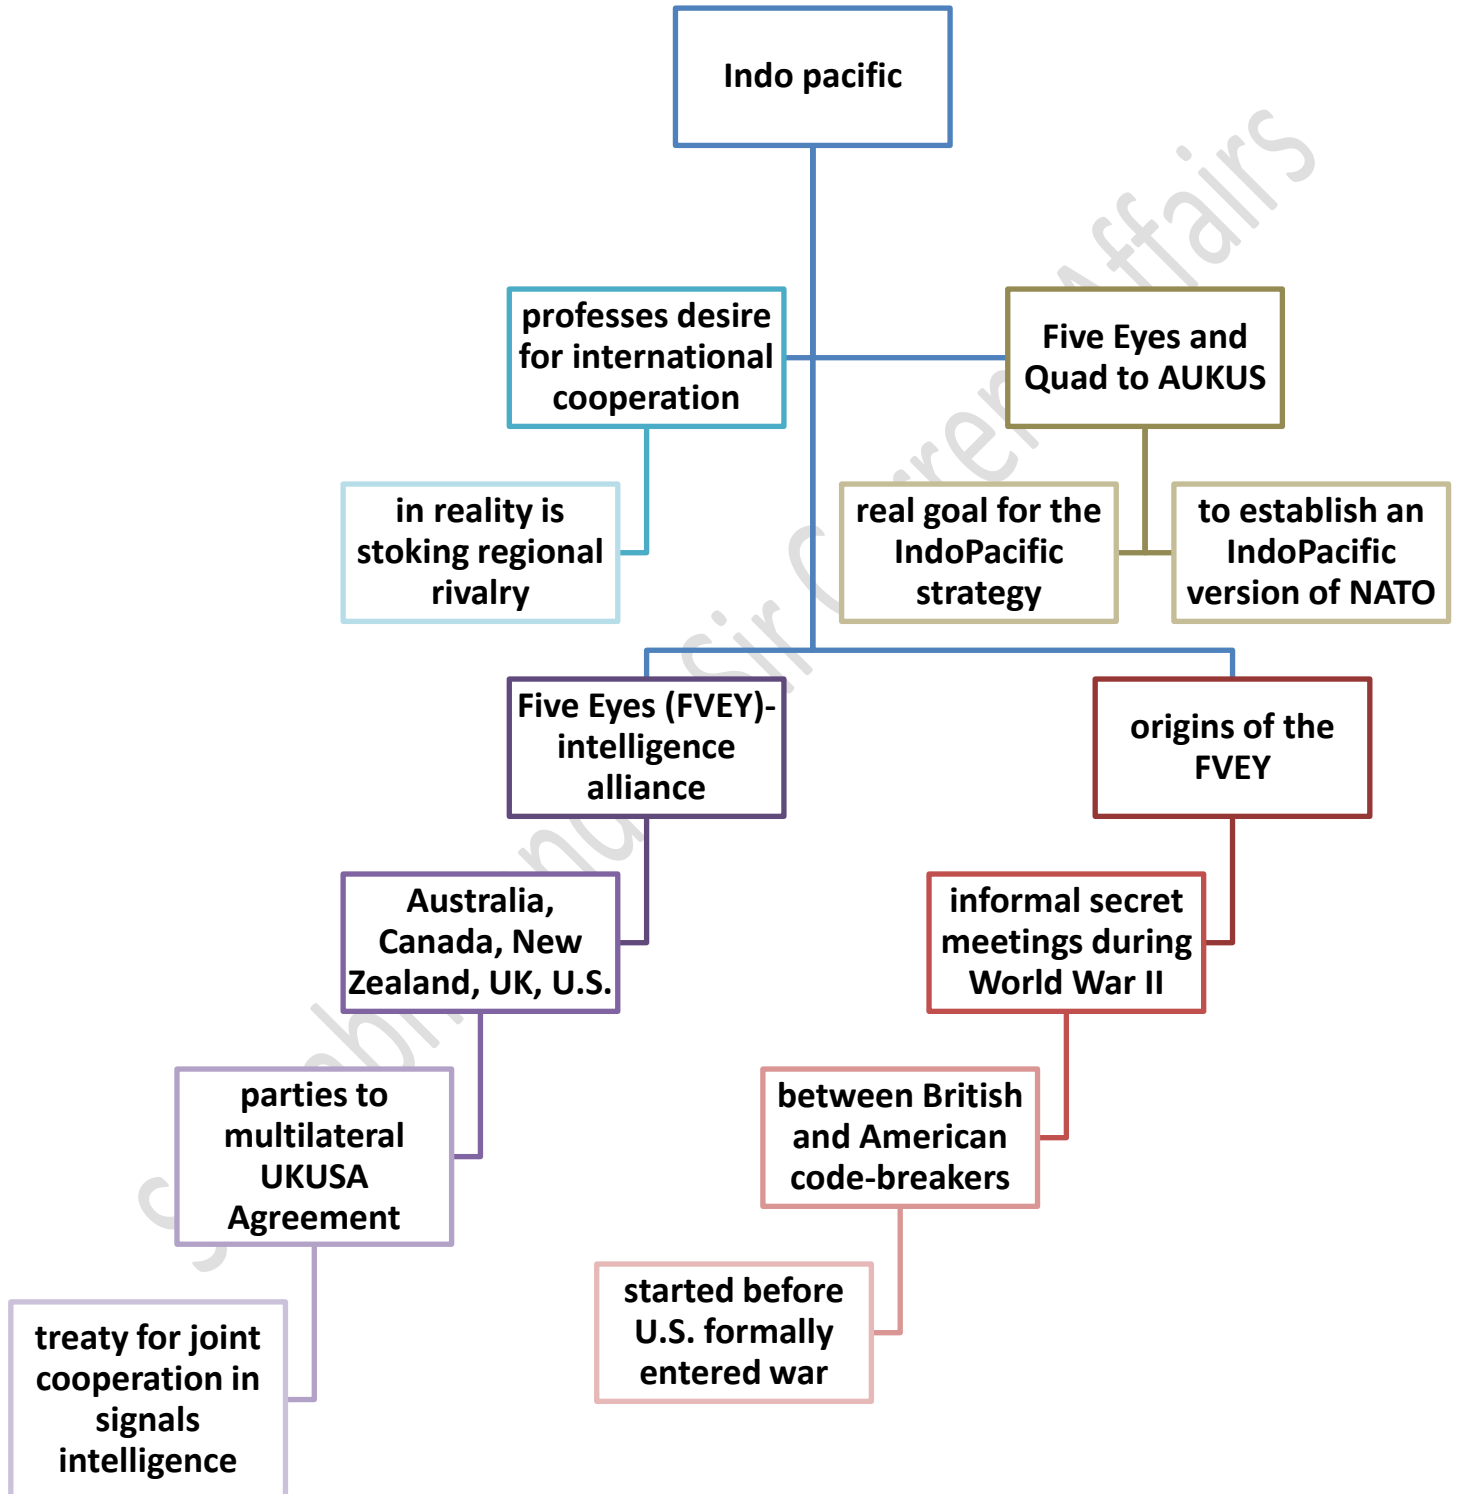 Indo pacific
professes desire
for international
cooperation
Five Eyes and
Quad to AUKUS
in reality is
stoking regional
rivalry
real goal for the
IndoPacific
strategy
to establish an
IndoPacific
version of NATO
Five Eyes (FVEY)-
intelligence
alliance
origins of the
FVEY
Australia,
Canada, New
Zealand, UK, U.S.
informal secret
meetings during
World War II
parties to
multilateral
UKUSA
Agreement
between British
and American
code-breakers
treaty for joint
cooperation in
signals
intelligence
started before
U.S. formally
entered war
Sir Affairs